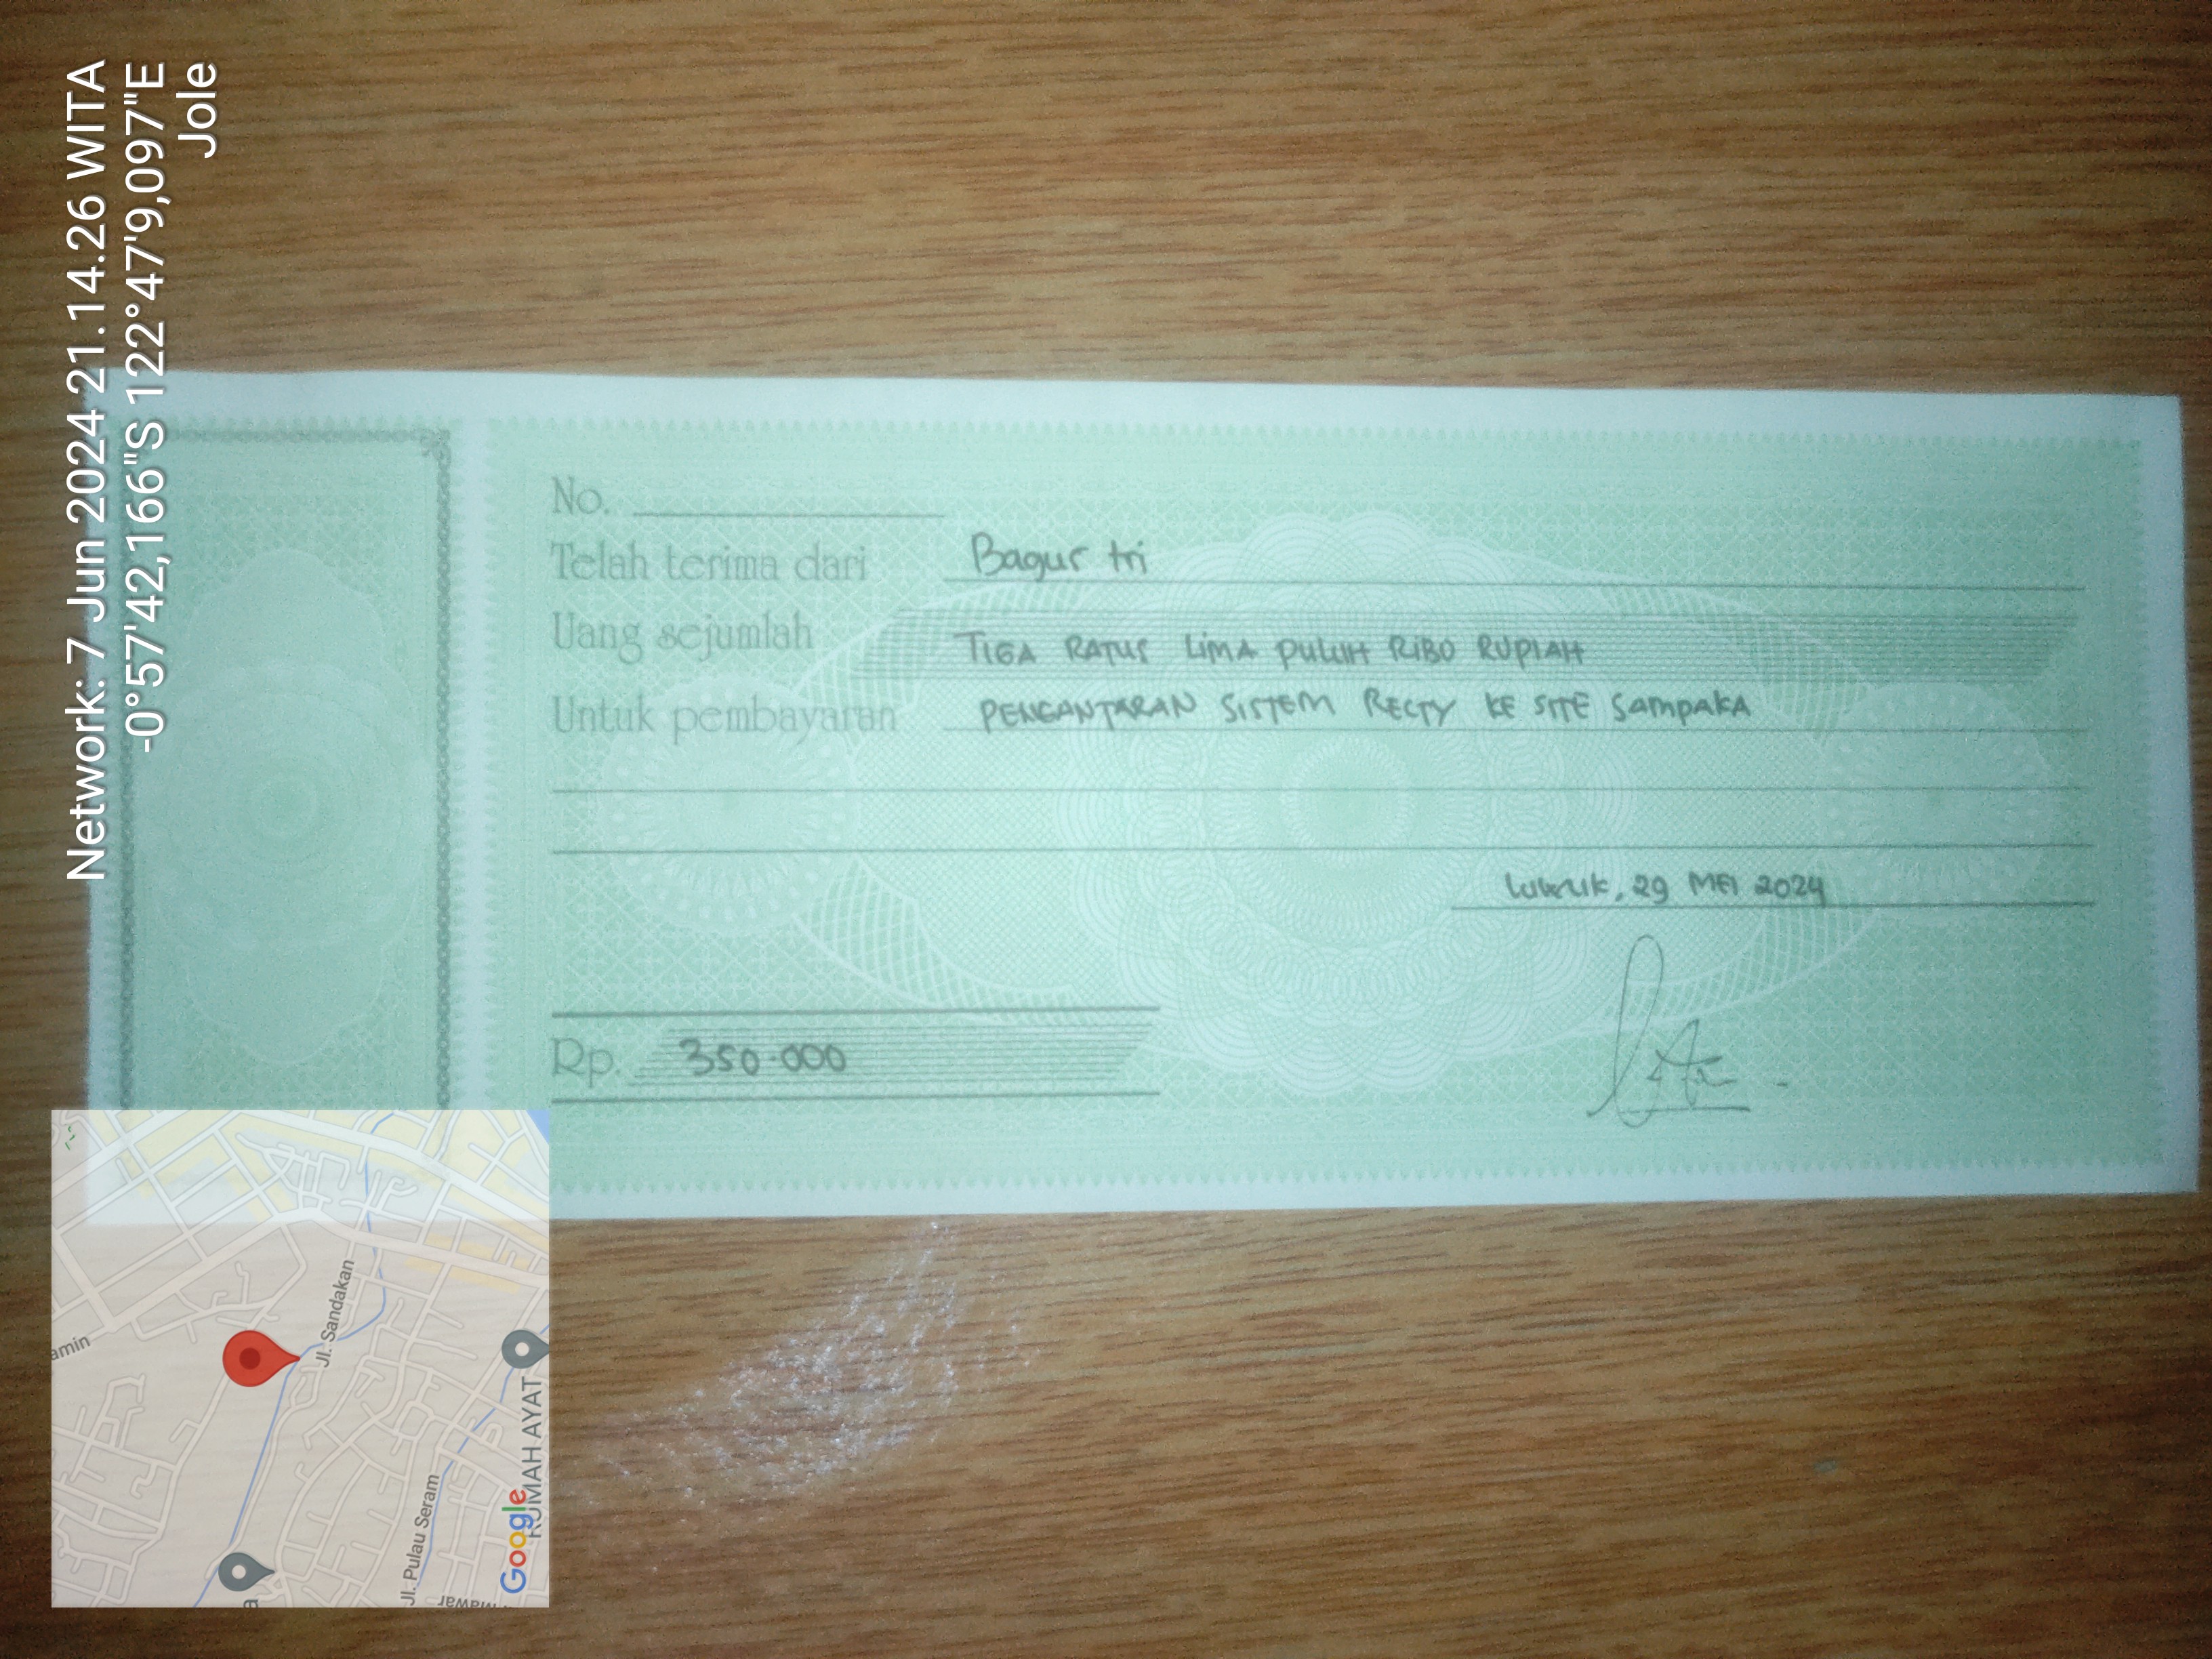 Network: 7 Jun 2024 21.14.26 WITA
-0°57'42,166"S 122°47'9,097"E
Jole
No.
Telah terima dari Bagus tri
Uang sejumlah TIGA RATUS LIMA PULUH RIBU RUPIAH
Untuk pembayaran PENGANTARAN SISTEM RECTY KE SITE SAMPAKA
Luwuk, 29 MEI 2024
Rp. 350.000
amin
Jl. Sandakan
Jl. Pulau Seram
RUMAH AYAT
Mawar
Google
a